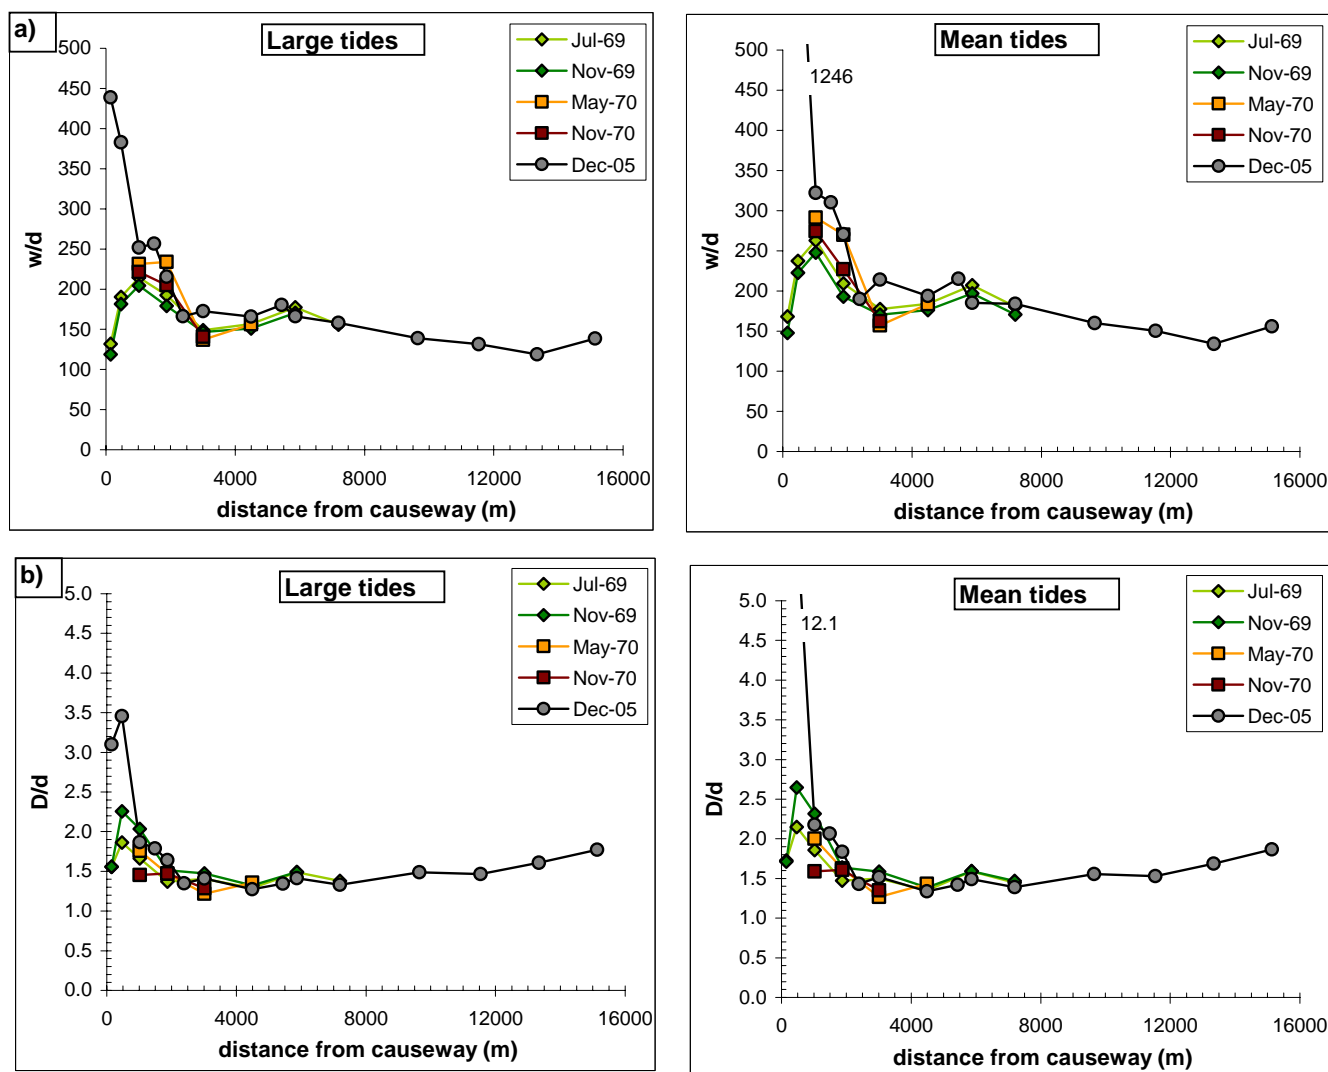 a)
Large tides
Jul-69
Nov-69
May-70
Nov-70
Dec-05
500
450
400
350
300
250
200
150
100
50
0
w/d
0 4000 8000 12000 16000
distance from causeway (m)
Mean tides
1246
Jul-69
Nov-69
May-70
Nov-70
Dec-05
500
450
400
350
300
250
200
150
100
50
0
w/d
0 4000 8000 12000 16000
distance from causeway (m)
b)
Large tides
Jul-69
Nov-69
May-70
Nov-70
Dec-05
5.0
4.5
4.0
3.5
3.0
2.5
2.0
1.5
1.0
0.5
0.0
D/d
0 4000 8000 12000 16000
distance from causeway (m)
Mean tides
12.1
Jul-69
Nov-69
May-70
Nov-70
Dec-05
5.0
4.5
4.0
3.5
3.0
2.5
2.0
1.5
1.0
0.5
0.0
D/d
0 4000 8000 12000 16000
distance from causeway (m)